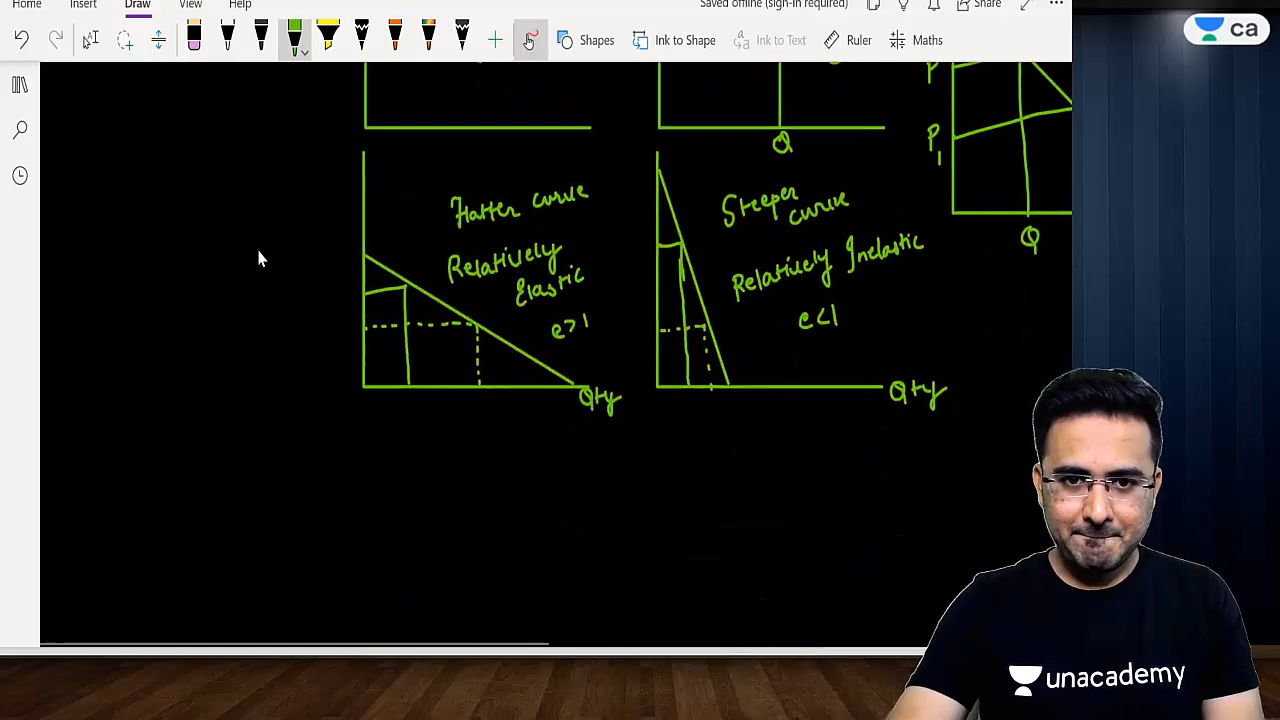 Home Draw View Help Saved offline (sign-in required) Share
Shapes Ink to Shape Ink to Text Ruler Maths
ca
P
P1
Q
Q
Flatter curve
Relatively
Elastic
e>1
Qty
Steeper
curve
Relatively Inelastic
e<1
Qty
unacademy